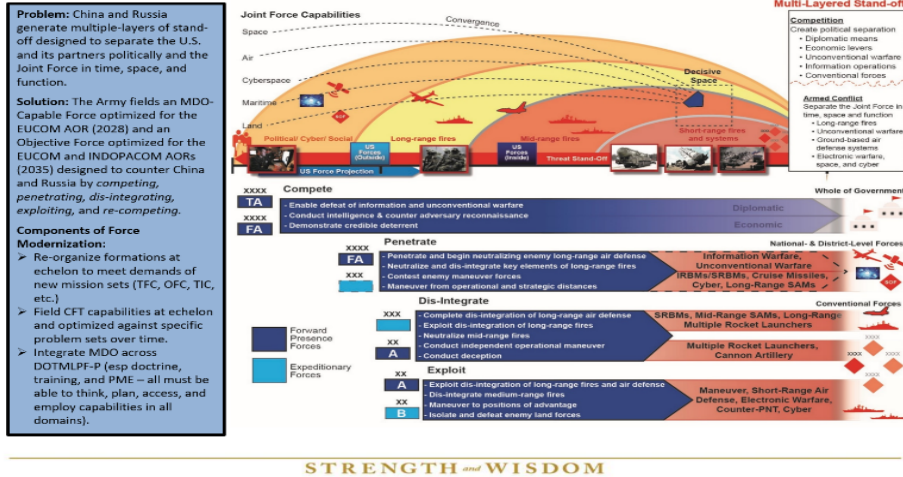 Problem: China and Russia
generate multiple-layers of stand-
off designed to separate the U.S.
and its partners politically and the
Joint Force in time, space, and
function.
Solution: The Army fields an MDO-
Capable Force optimized for the
EUCOM AOR (2028) and an
Objective Force optimized for the
EUCOM and INDOPACOM AORs
(2035) designed to counter China
and Russia by competing,
penetrating, dis-integrating,
exploiting, and re-competing.
Components of Force
Modernization:
➢ Re-organize formations at
echelon to meet demands of
new mission sets (TFC, OFC, TIC,
etc.)
➢ Field CFT capabilities at echelon
and optimized against specific
problem sets over time.
➢ Integrate MDO across
DOTMLPF-P (esp doctrine,
training, and PME – all must be
able to think, plan, access, and
employ capabilities in all
domains).
Joint Force Capabilities
Space
Air
Cyberspace
Maritime
Land
Convergence
Decisive
Space
Political/ Cyber/ Social
Long-range fires
Mid-range fires
Short-range fires
and systems
US
Forces
(Outside)
US
Forces
(Inside)
Threat Stand-Off
US Force Projection
Multi-Layered Stand-off
Competition
Create political separation
• Diplomatic means
• Economic levers
• Unconventional warfare
• Information operations
• Conventional forces
Armed Conflict
Separate the Joint Force in
time, space and function
• Long-range fires
• Unconventional warfare
• Ground-based air
defense systems
• Electronic warfare,
space, and cyber
Compete
Whole of Government
XXXX
TA
XXXX
FA
- Enable defeat of information and unconventional warfare
- Conduct intelligence & counter adversary reconnaissance
- Demonstrate credible deterrent
Diplomatic
Economic
Penetrate
National- & District-Level Forces
XXXX
FA
XXX
- Penetrate and begin neutralizing enemy long-range air defense
- Neutralize and dis-integrate key elements of long-range fires
- Contest enemy maneuver forces
- Maneuver from operational and strategic distances
Information Warfare,
Unconventional Warfare
IRBMs/SRBMs, Cruise Missiles,
Cyber, Long-Range SAMs
Dis-Integrate
Conventional Forces
XXX
XX
A
- Complete dis-integration of long-range air defense
- Exploit dis-integration of long-range fires
- Neutralize mid-range fires
- Conduct independent operational maneuver
- Conduct deception
SRBMs, Mid-Range SAMs, Long-Range
Multiple Rocket Launchers
Multiple Rocket Launchers,
Cannon Artillery
XXXX
XXXX
XXXX
XXXX
Exploit
XX
A
XX
B
- Exploit dis-integration of long-range fires and air defense
- Dis-integrate medium-range fires
- Maneuver to positions of advantage
- Isolate and defeat enemy land forces
Maneuver, Short-Range Air
Defense, Electronic Warfare,
Counter-PNT, Cyber
Forward
Presence
Forces
Expeditionary
Forces
STRENGTH and WISDOM